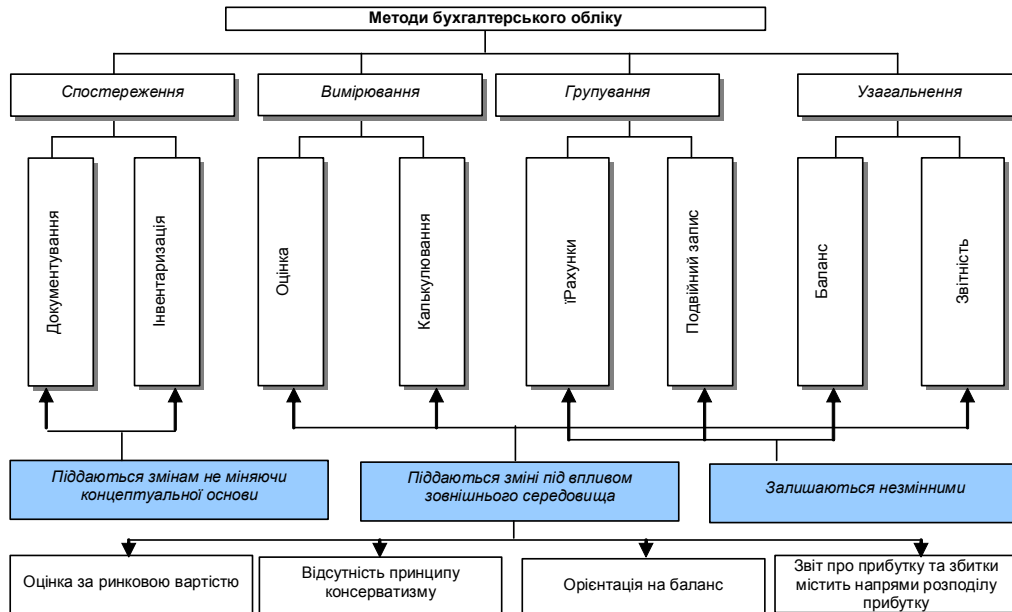 Методи бухгалтерського обліку
Спостереження
Вимірювання
Групування
Узагальнення
Документування
Інвентаризація
Оцінка
Калькулювання
їРахунки
Подвійний запис
Баланс
Звітність
Піддаються змінам не міняючи
концептуальної основи
Піддаються зміні під впливом
зовнішнього середовища
Залишаються незмінними
Оцінка за ринковою вартістю
Відсутність принципу
консерватизму
Орієнтація на баланс
Звіт про прибутку та збитки
містить напрями розподілу
прибутку